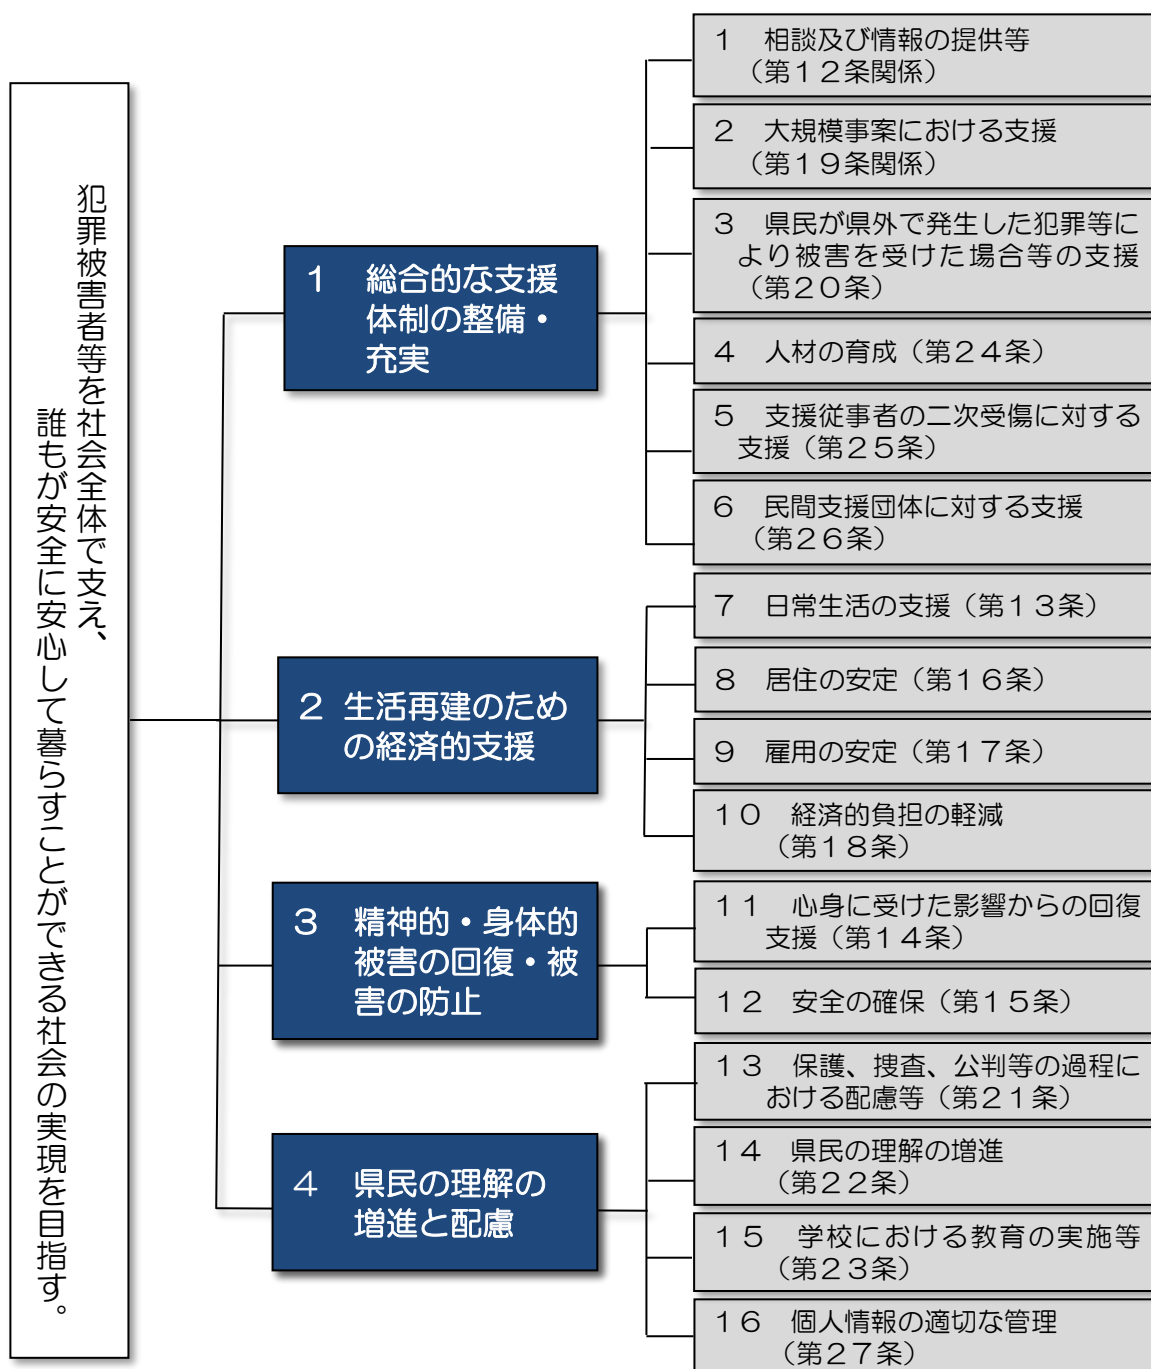 犯罪被害者等を社会全体で支え、
誰もが安全に安心して暮らすことができる社会の実現を目指す。
1　総合的な支援
体制の整備・
充実
1　相談及び情報の提供等
（第12条関係）
2　大規模事案における支援
（第19条関係）
3　県民が県外で発生した犯罪等に
より被害を受けた場合等の支援
（第20条）
4　人材の育成（第24条）
5　支援従事者の二次受傷に対する
支援（第25条）
6　民間支援団体に対する支援
（第26条）
2　生活再建のため
の経済的支援
7　日常生活の支援（第13条）
8　居住の安定（第16条）
9　雇用の安定（第17条）
10　経済的負担の軽減
（第18条）
3　精神的・身体的
被害の回復・被
害の防止
11　心身に受けた影響からの回復
支援（第14条）
12　安全の確保（第15条）
4　県民の理解の
増進と配慮
13　保護、捜査、公判等の過程に
おける配慮等（第21条）
14　県民の理解の増進
（第22条）
15　学校における教育の実施等
（第23条）
16　個人情報の適切な管理
（第27条）